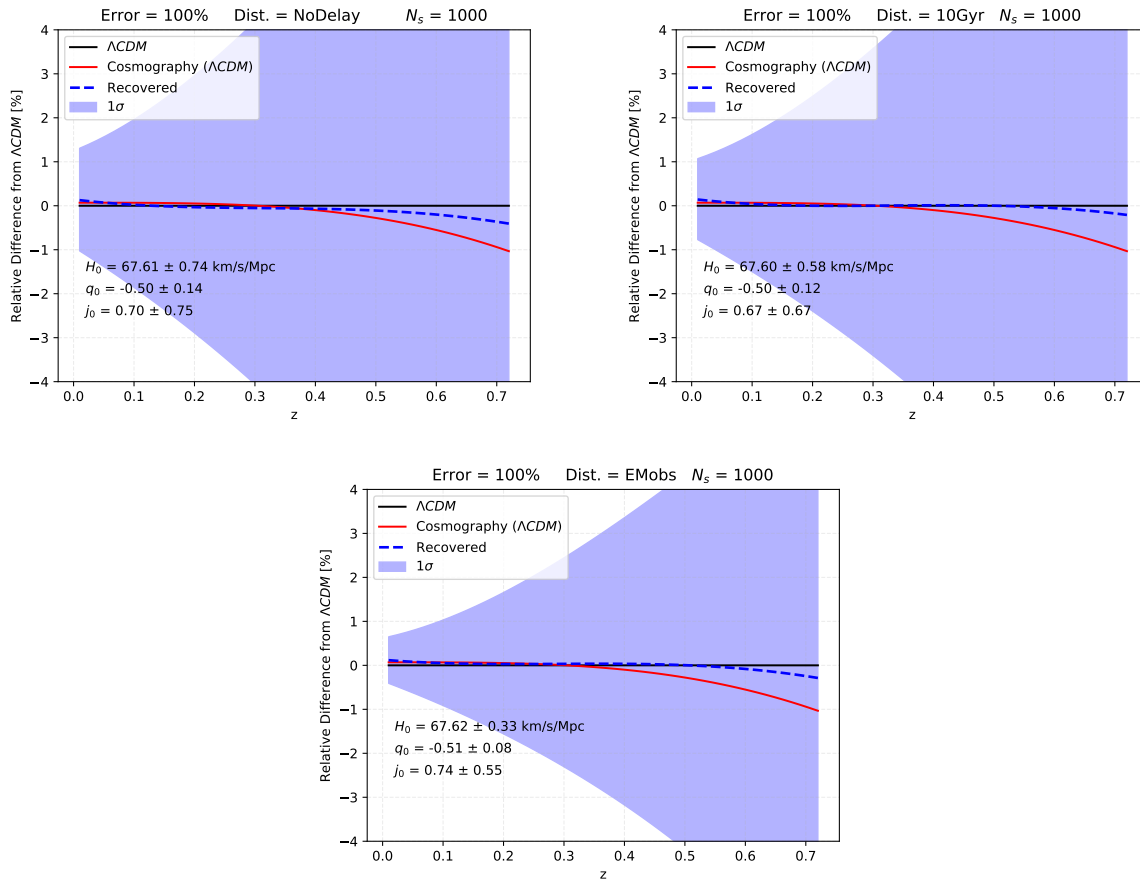 Error = 100% Dist. = NoDelay N_s = 1000
4
3
2
1
0
−1
−2
−3
−4
Relative Difference from ΛCDM [%]
ΛCDM
Cosmography (ΛCDM)
Recovered
1σ
H_0 = 67.61 ± 0.74 km/s/Mpc
q_0 = -0.50 ± 0.14
j_0 = 0.70 ± 0.75
0.0 0.1 0.2 0.3 0.4 0.5 0.6 0.7
z
Error = 100% Dist. = 10Gyr N_s = 1000
4
3
2
1
0
−1
−2
−3
−4
Relative Difference from ΛCDM [%]
ΛCDM
Cosmography (ΛCDM)
Recovered
1σ
H_0 = 67.60 ± 0.58 km/s/Mpc
q_0 = -0.50 ± 0.12
j_0 = 0.67 ± 0.67
0.0 0.1 0.2 0.3 0.4 0.5 0.6 0.7
z
Error = 100% Dist. = EMobs N_s = 1000
4
3
2
1
0
−1
−2
−3
−4
Relative Difference from ΛCDM [%]
ΛCDM
Cosmography (ΛCDM)
Recovered
1σ
H_0 = 67.62 ± 0.33 km/s/Mpc
q_0 = -0.51 ± 0.08
j_0 = 0.74 ± 0.55
0.0 0.1 0.2 0.3 0.4 0.5 0.6 0.7
z